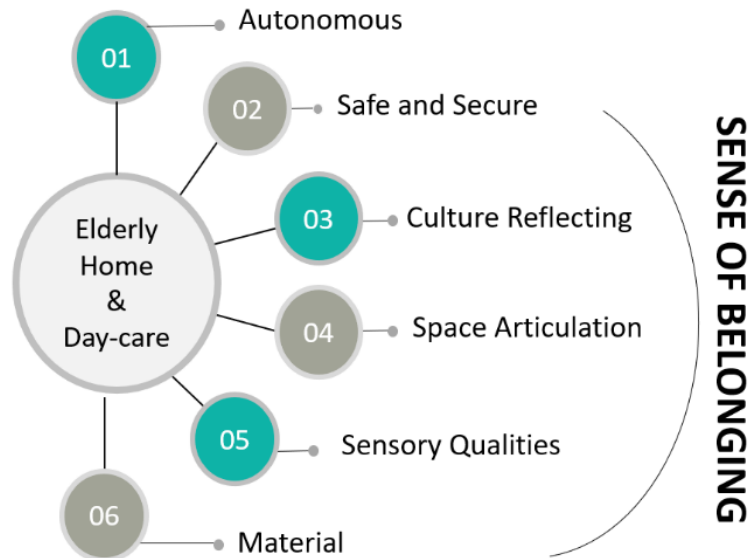 01
Autonomous
02
Safe and Secure
03
Culture Reflecting
Elderly
Home
&
Day-care
04
Space Articulation
05
Sensory Qualities
06
Material
SENSE OF BELONGING